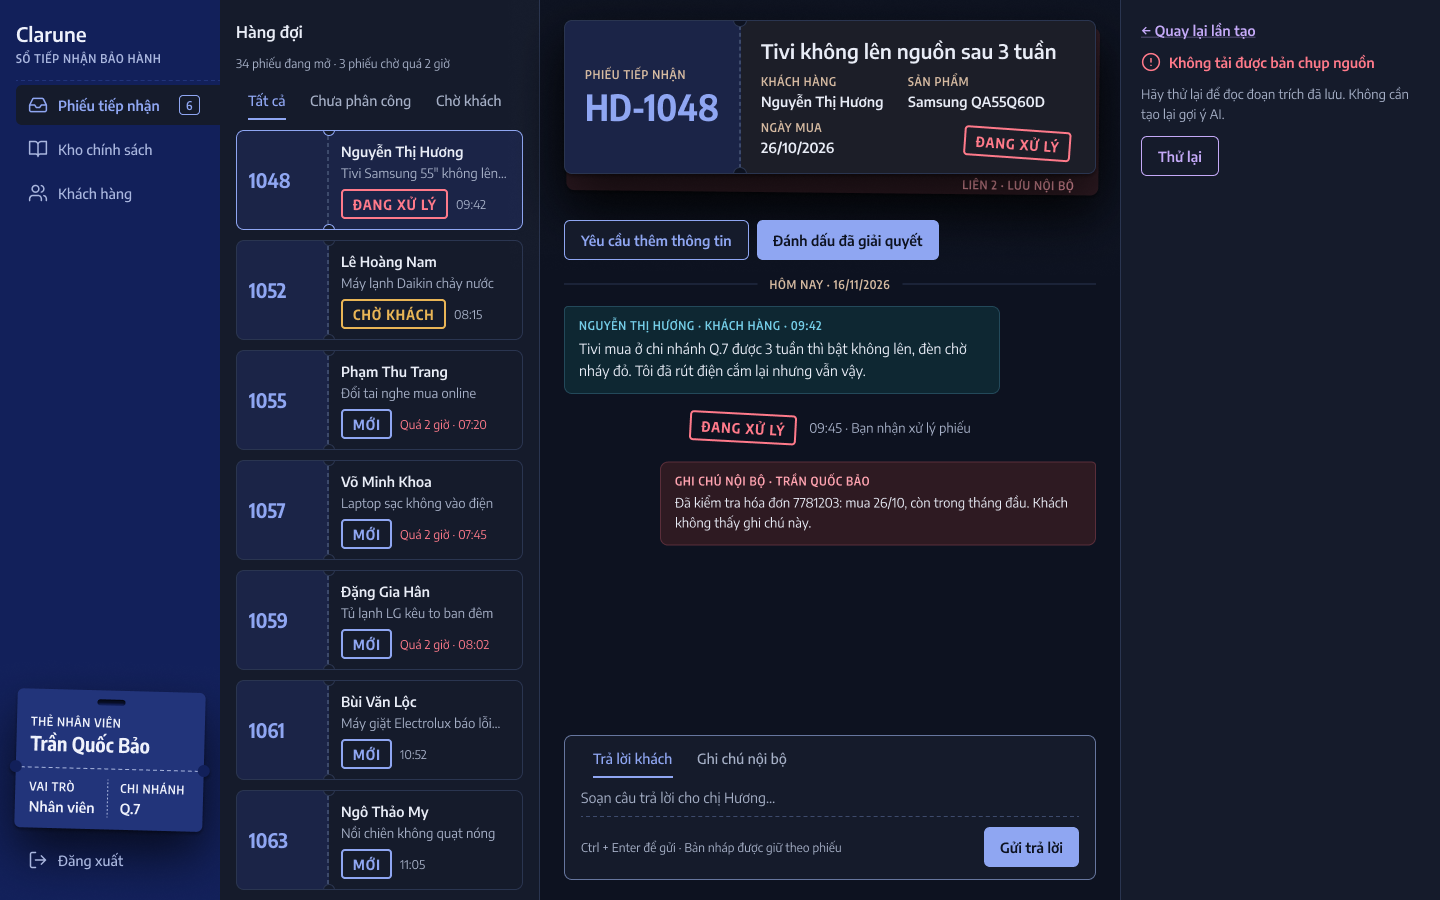 Clarune
SỔ TIẾP NHẬN BẢO HÀNH
Phiếu tiếp nhận 6
Kho chính sách
Khách hàng
THẺ NHÂN VIÊN
Trần Quốc Bảo
VAI TRÒ CHI NHÁNH
Nhân viên Q.7
Đăng xuất
Hàng đợi
34 phiếu đang mở · 3 phiếu chờ quá 2 giờ
Tất cả Chưa phân công Chờ khách
1048
Nguyễn Thị Hương
Tivi Samsung 55" không lên...
ĐANG XỬ LÝ 09:42
1052
Lê Hoàng Nam
Máy lạnh Daikin chảy nước
CHỜ KHÁCH 08:15
1055
Phạm Thu Trang
Đổi tai nghe mua online
MỚI Quá 2 giờ · 07:20
1057
Võ Minh Khoa
Laptop sạc không vào điện
MỚI Quá 2 giờ · 07:45
1059
Đặng Gia Hân
Tủ lạnh LG kêu to ban đêm
MỚI Quá 2 giờ · 08:02
1061
Bùi Văn Lộc
Máy giặt Electrolux báo lỗi...
MỚI 10:52
1063
Ngô Thảo My
Nồi chiên không quạt nóng
MỚI 11:05
PHIẾU TIẾP NHẬN
HD-1048
Tivi không lên nguồn sau 3 tuần
KHÁCH HÀNG SẢN PHẨM
Nguyễn Thị Hương Samsung QA55Q60D
NGÀY MUA
26/10/2026
ĐANG XỬ LÝ
LIÊN 2 · LƯU NỘI BỘ
Yêu cầu thêm thông tin Đánh dấu đã giải quyết
HÔM NAY · 16/11/2026
NGUYỄN THỊ HƯƠNG · KHÁCH HÀNG · 09:42
Tivi mua ở chi nhánh Q.7 được 3 tuần thì bật không lên, đèn chờ
nháy đỏ. Tôi đã rút điện cắm lại nhưng vẫn vậy.
ĐANG XỬ LÝ 09:45 · Bạn nhận xử lý phiếu
GHI CHÚ NỘI BỘ · TRẦN QUỐC BẢO
Đã kiểm tra hóa đơn 7781203: mua 26/10, còn trong tháng đầu. Khách
không thấy ghi chú này.
Trả lời khách Ghi chú nội bộ
Soạn câu trả lời cho chị Hương...
Ctrl + Enter để gửi · Bản nháp được giữ theo phiếu
Gửi trả lời
← Quay lại lần tạo
Không tải được bản chụp nguồn
Hãy thử lại để đọc đoạn trích đã lưu. Không cần
tạo lại gợi ý AI.
Thử lại